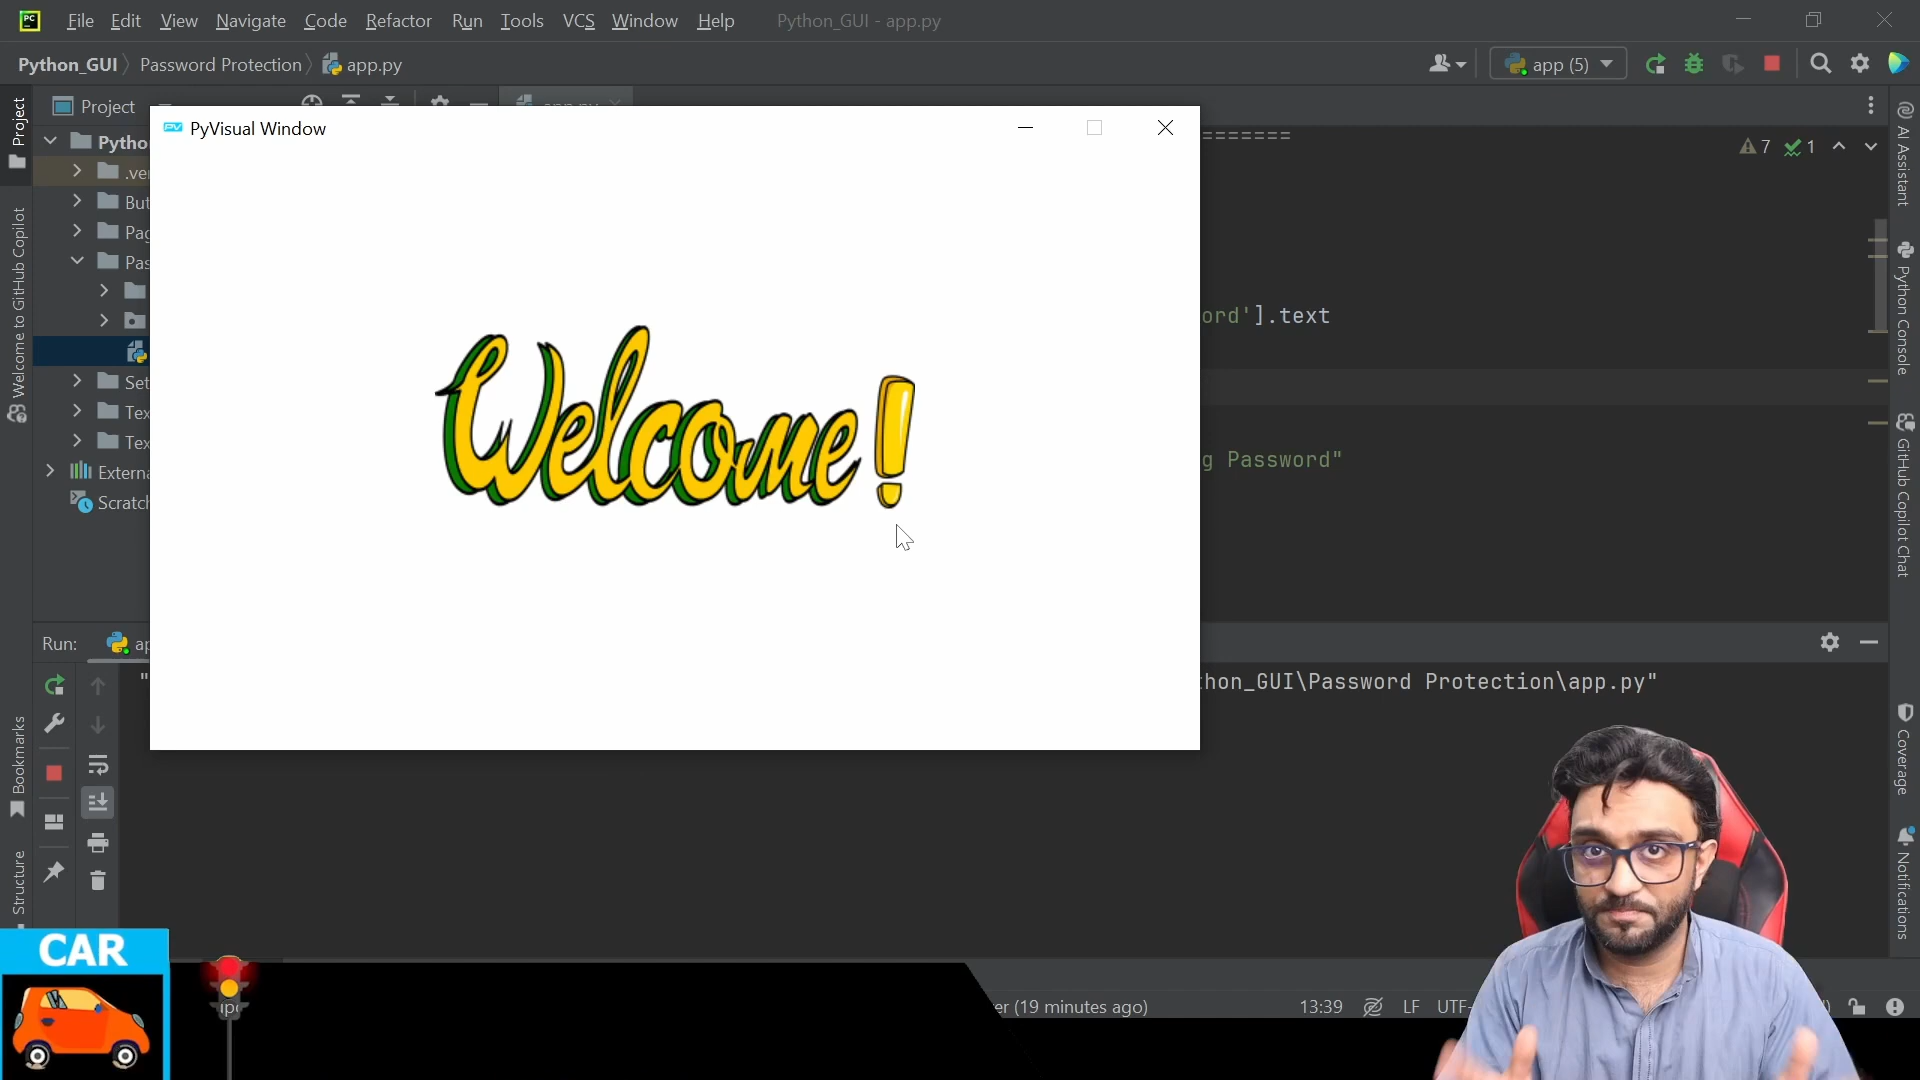 File Edit View Navigate Code Refactor Run Tools VCS Window Help Python_GUI - app.py
Python_GUI Password Protection app.py app (5)
Project
PyVisual Window
=======
7 1
Pytho
.ve
But
Pag
Pas
Set
Tex
Tex
Externa
Scratch
Welcome!
ord'].text
g Password"
Run:
"
thon_GUI\Password Protection\app.py"
Project
Welcome to GitHub Copilot
Bookmarks
Structure
AI Assistant
Python Console
GitHub Copilot Chat
Coverage
Notifications
CAR
er (19 minutes ago) 13:39 LF UTF-